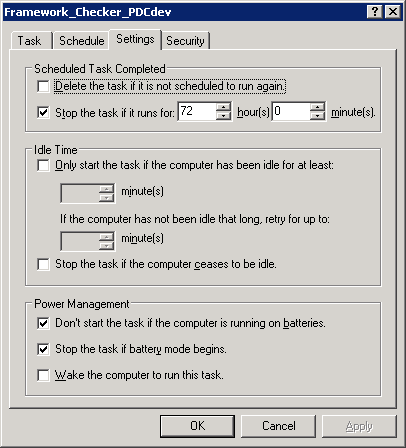 Framework_Checker_PDCdev
Task Schedule Settings Security
Scheduled Task Completed
Delete the task if it is not scheduled to run again.
Stop the task if it runs for: 72 hour(s) 0 minute(s).
Idle Time
Only start the task if the computer has been idle for at least:
minute(s)
If the computer has not been idle that long, retry for up to:
minute(s)
Stop the task if the computer ceases to be idle.
Power Management
Don't start the task if the computer is running on batteries.
Stop the task if battery mode begins.
Wake the computer to run this task.
OK Cancel Apply